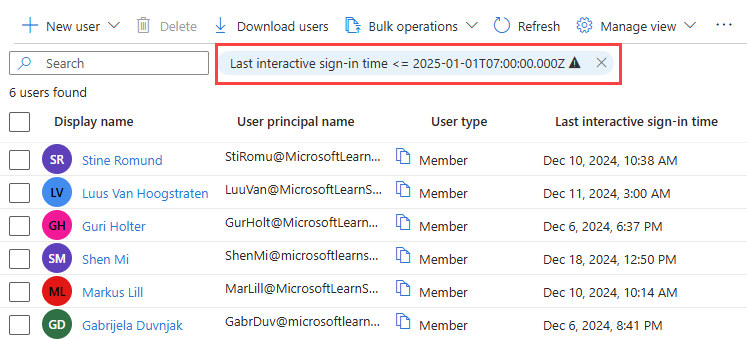 + New user Delete Download users Bulk operations Refresh Manage view ...
Search Last interactive sign-in time <= 2025-01-01T07:00:00.000Z
6 users found
Display name User principal name User type Last interactive sign-in time
SR Stine Romund StiRomu@MicrosoftLearn... Member Dec 10, 2024, 10:38 AM
LV Luus Van Hoogstraten LuuVan@MicrosoftLearnS... Member Dec 11, 2024, 3:00 AM
GH Guri Holter GurHolt@MicrosoftLearn... Member Dec 6, 2024, 6:37 PM
SM Shen Mi ShenMi@microsoftlearns... Member Dec 18, 2024, 12:50 PM
ML Markus Lill MarLill@MicrosoftLearnS... Member Dec 10, 2024, 10:14 AM
GD Gabrijela Duvnjak GabrDuv@microsoftlearn... Member Dec 6, 2024, 8:41 PM